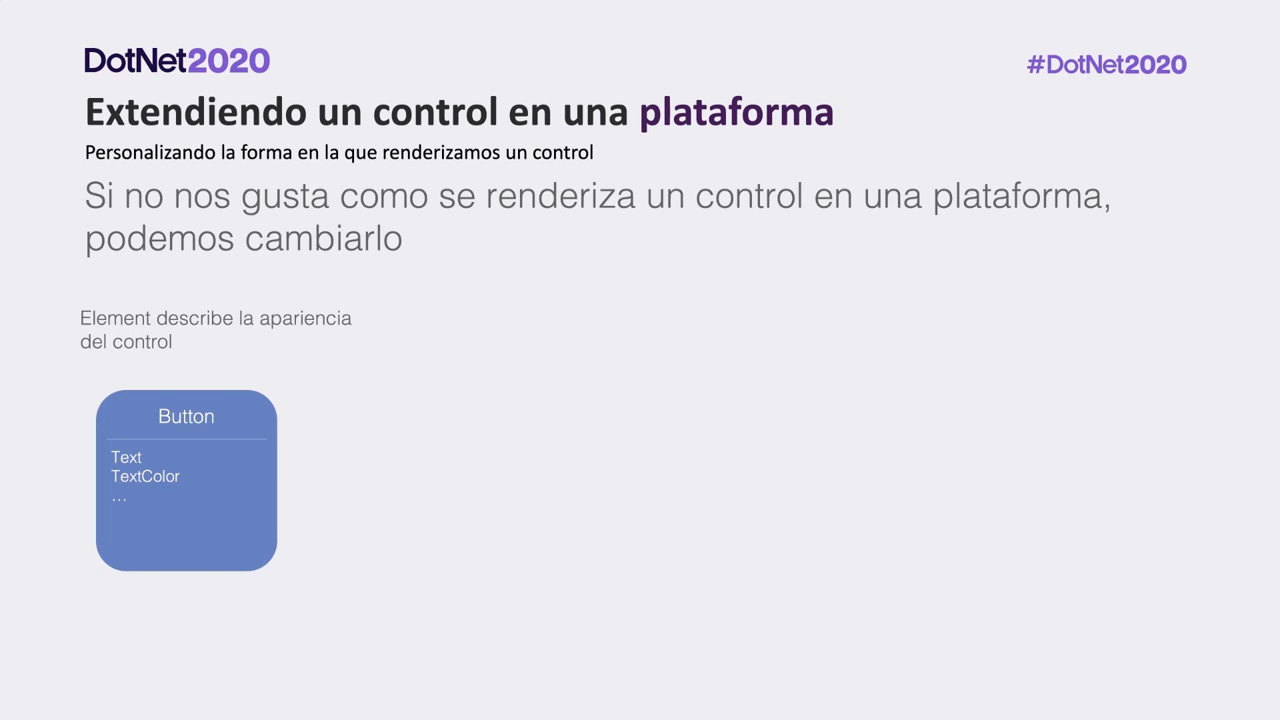 DotNet2020
#DotNet2020
Extendiendo un control en una plataforma
Personalizando la forma en la que renderizamos un control
Si no nos gusta como se renderiza un control en una plataforma,
podemos cambiarlo
Element describe la apariencia
del control
Button
Text
TextColor
...